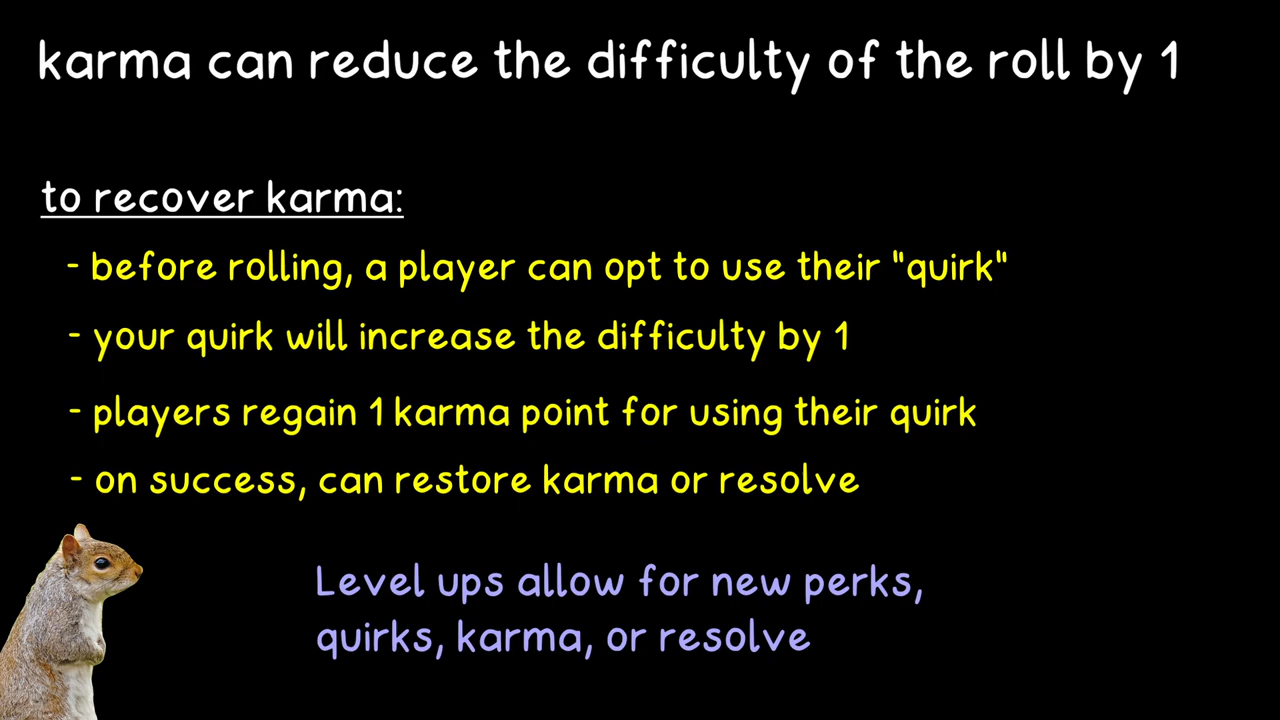 karma can reduce the difficulty of the roll by 1
to recover karma:
- before rolling, a player can opt to use their "quirk"
- your quirk will increase the difficulty by 1
- players regain 1 karma point for using their quirk
- on success, can restore karma or resolve
Level ups allow for new perks,
quirks, karma, or resolve